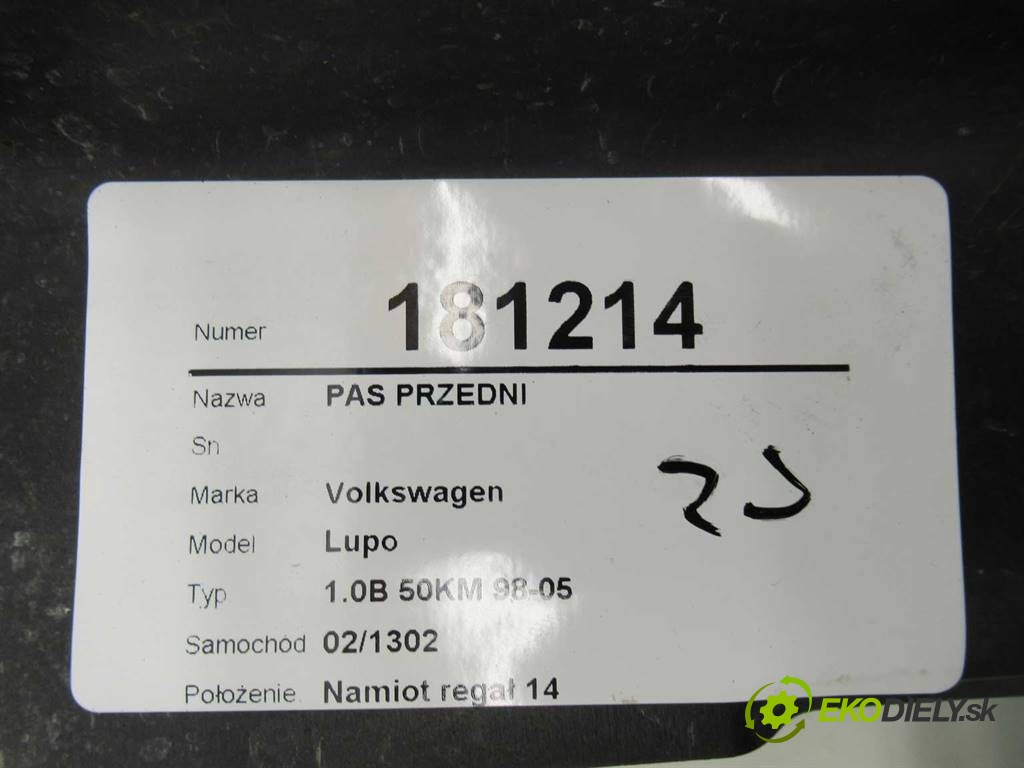 Numer 181214
Nazwa PAS PRZEDNI
Sn
Marka Volkswagen
Model Lupo
Typ 1.0B 50KM 98-05
Samochód 02/1302
Położenie Namiot regał 14
EKODIELY.sk